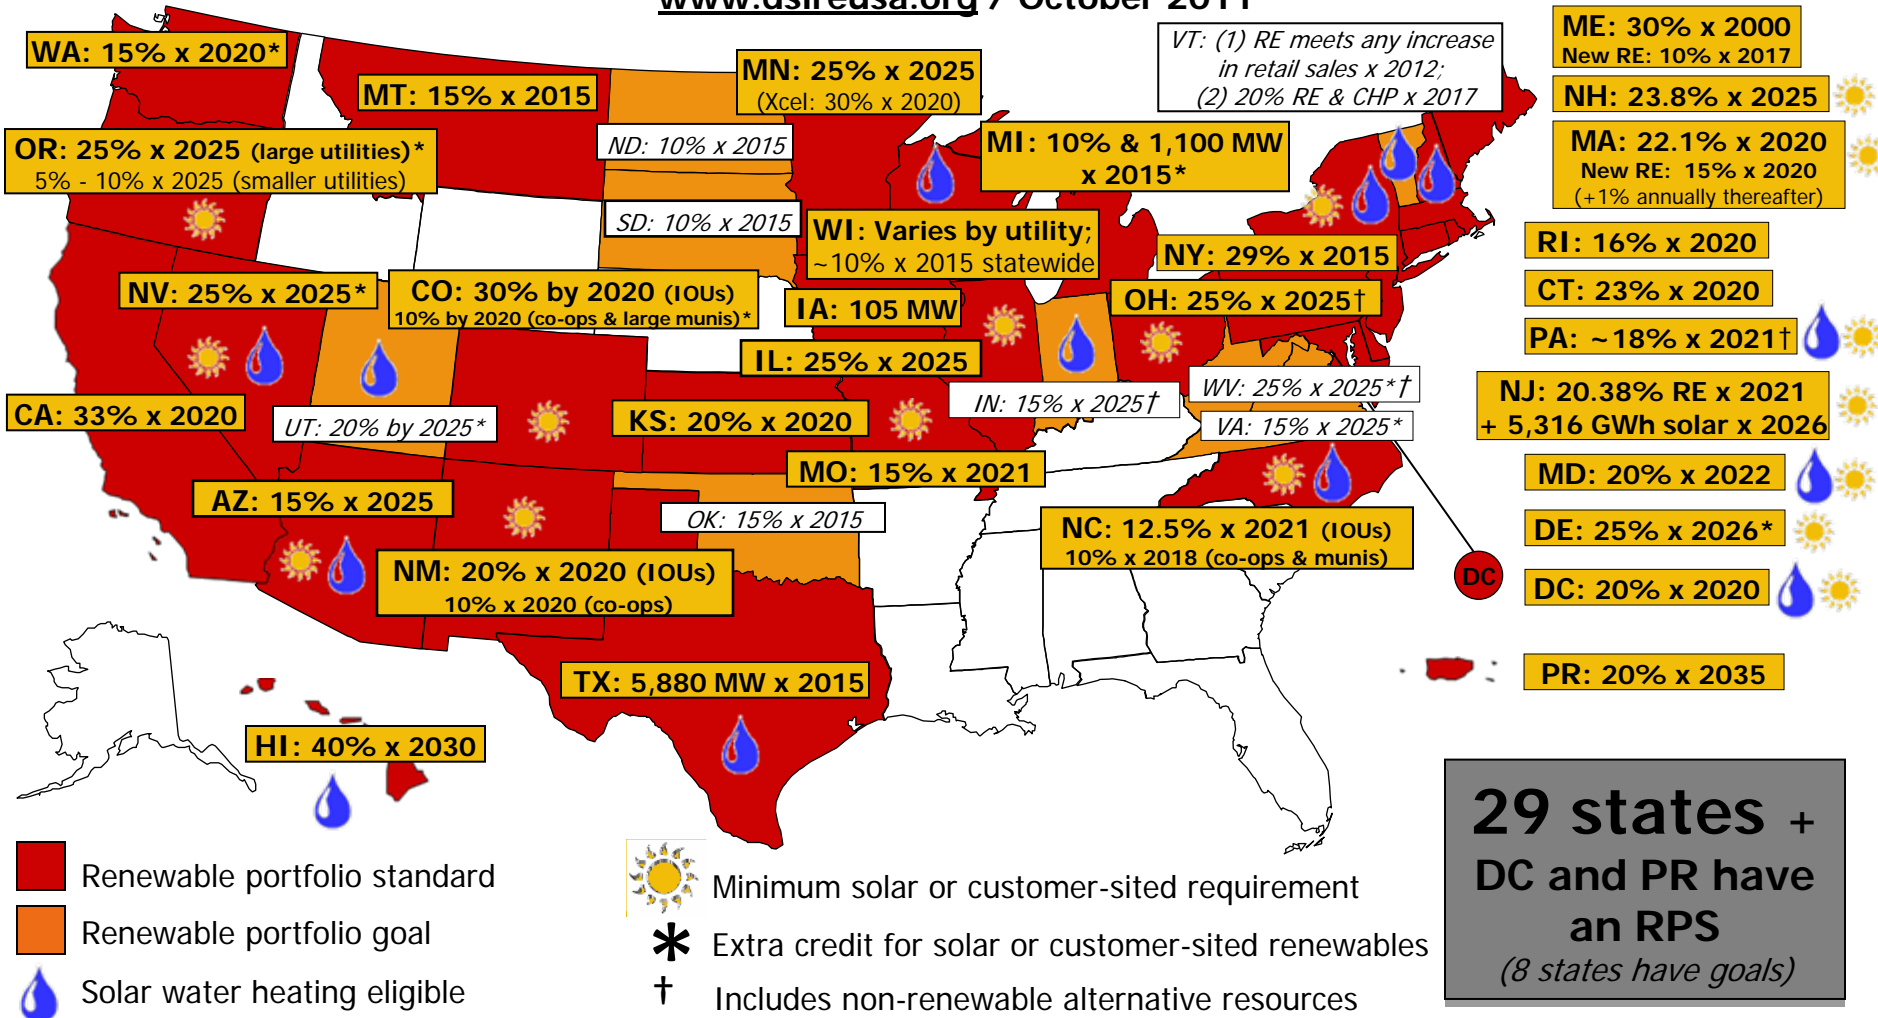 www.dsireusa.org / October 2011
WA: 15% x 2020*
MT: 15% x 2015
MN: 25% x 2025
(Xcel: 30% x 2020)
VT: (1) RE meets any increase
in retail sales x 2012;
(2) 20% RE & CHP x 2017
ME: 30% x 2000
New RE: 10% x 2017
NH: 23.8% x 2025
OR: 25% x 2025 (large utilities)*
5% - 10% x 2025 (smaller utilities)
ND: 10% x 2015
MI: 10% & 1,100 MW
x 2015*
MA: 22.1% x 2020
New RE: 15% x 2020
(+1% annually thereafter)
SD: 10% x 2015
WI: Varies by utility;
~10% x 2015 statewide
NY: 29% x 2015
RI: 16% x 2020
NV: 25% x 2025*
CO: 30% by 2020 (IOUs)
10% by 2020 (co-ops & large munis)*
IA: 105 MW
OH: 25% x 2025†
CT: 23% x 2020
IL: 25% x 2025
PA: ~18% x 2021†
CA: 33% x 2020
UT: 20% by 2025*
KS: 20% x 2020
IN: 15% x 2025†
WV: 25% x 2025*†
VA: 15% x 2025*
NJ: 20.38% RE x 2021
+ 5,316 GWh solar x 2026
MO: 15% x 2021
MD: 20% x 2022
AZ: 15% x 2025
OK: 15% x 2015
NC: 12.5% x 2021 (IOUs)
10% x 2018 (co-ops & munis)
DE: 25% x 2026*
NM: 20% x 2020 (IOUs)
10% x 2020 (co-ops)
DC
DC: 20% x 2020
TX: 5,880 MW x 2015
PR: 20% x 2035
HI: 40% x 2030
29 states +
DC and PR have
an RPS
(8 states have goals)
Renewable portfolio standard
Renewable portfolio goal
Solar water heating eligible
Minimum solar or customer-sited requirement
* Extra credit for solar or customer-sited renewables
† Includes non-renewable alternative resources